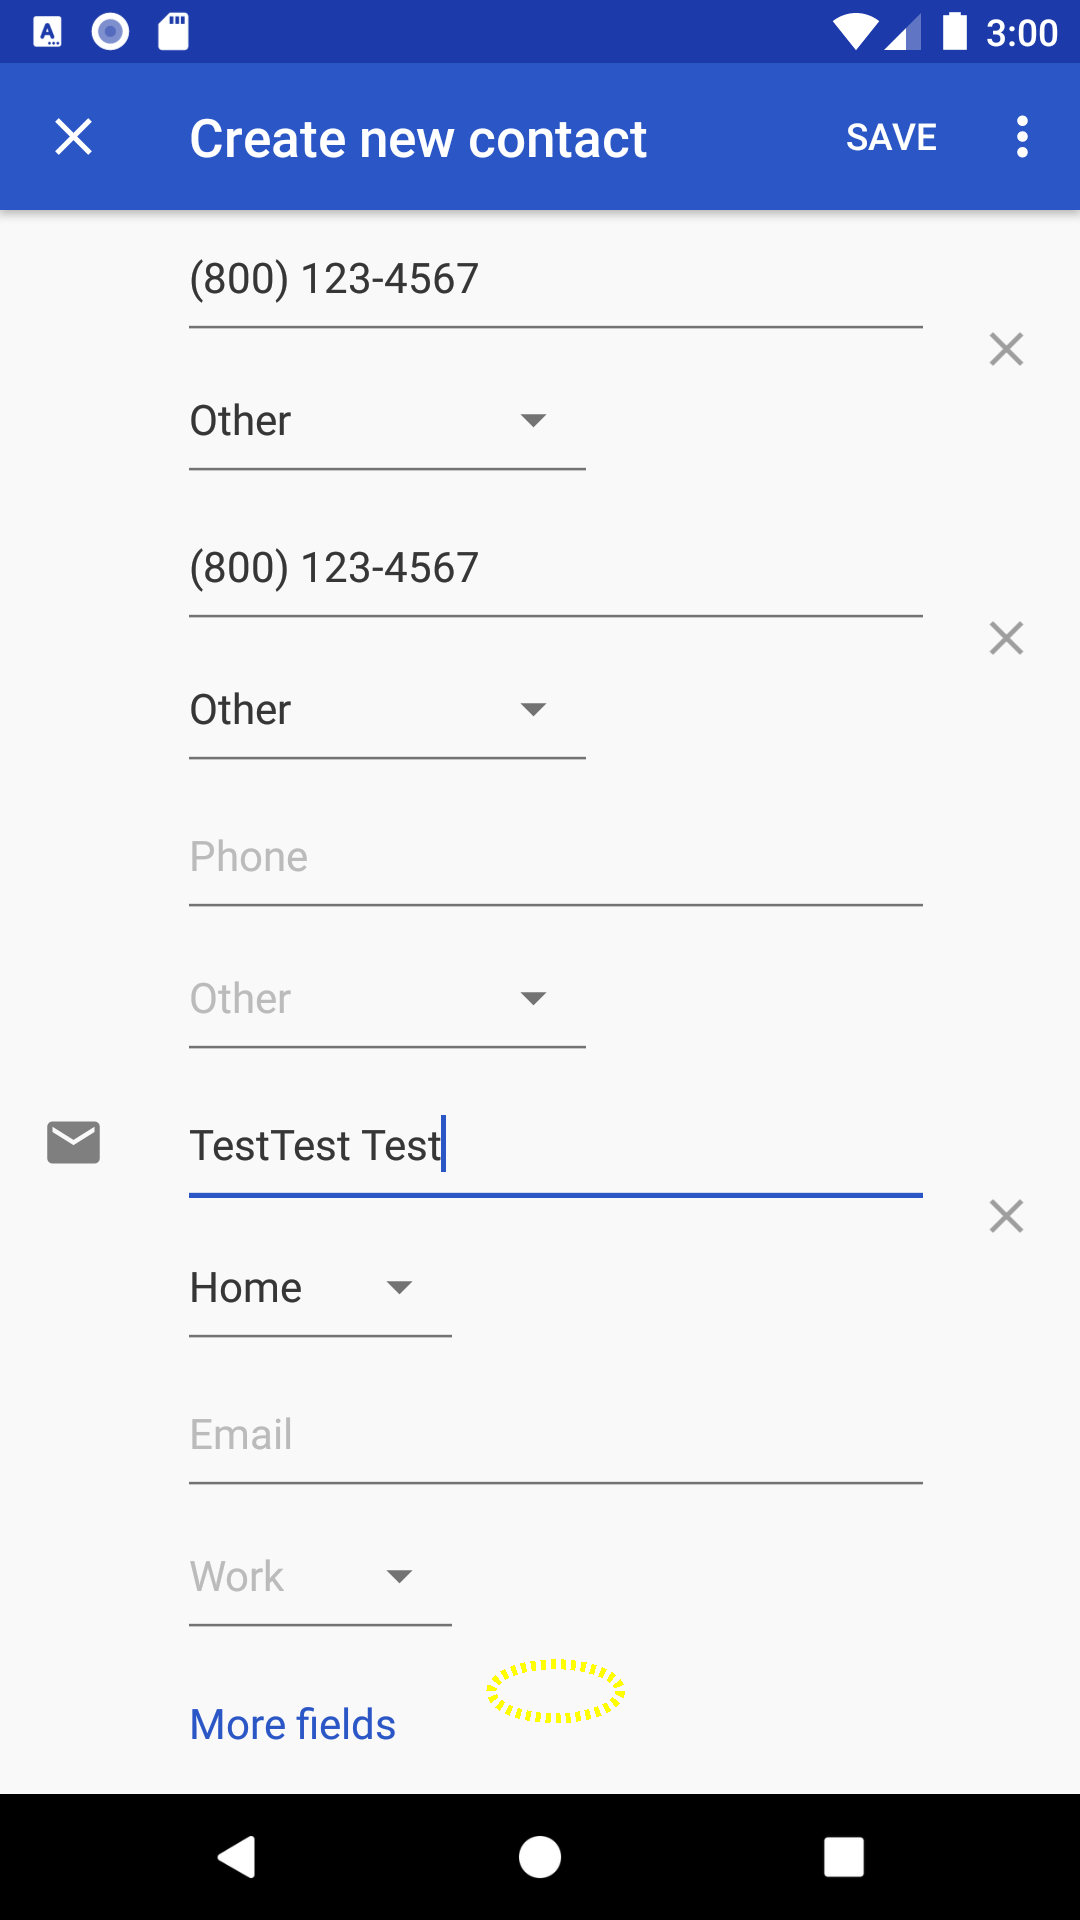 3:00
Create new contact SAVE
(800) 123-4567
Other
(800) 123-4567
Other
Phone
Other
TestTest Test
Home
Email
Work
More fields